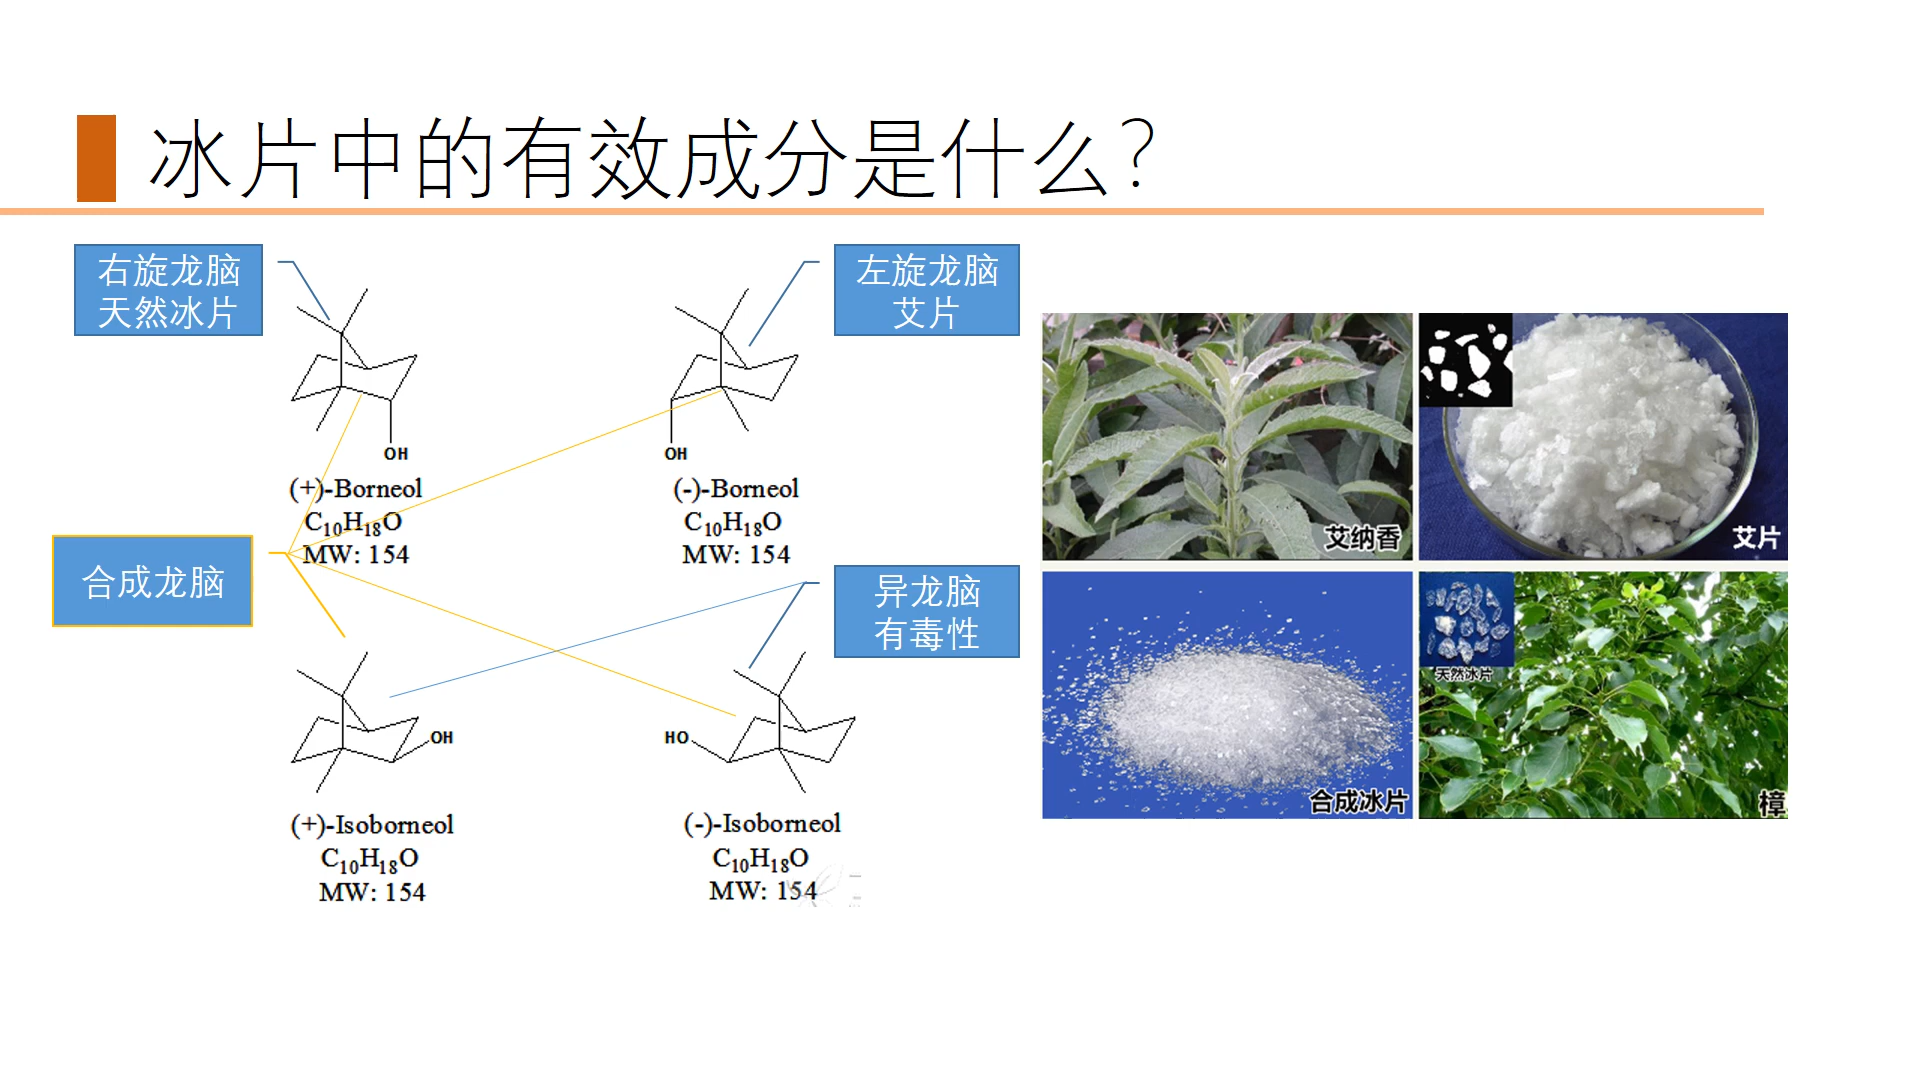 冰片中的有效成分是什么？
右旋龙脑
天然冰片
左旋龙脑
艾片
OH
OH
(+)-Borneol
C₁₀H₁₈O
MW: 154
(-)-Borneol
C₁₀H₁₈O
MW: 154
合成龙脑
异龙脑
有毒性
OH
HO
(+)-Isoborneol
C₁₀H₁₈O
MW: 154
(-)-Isoborneol
C₁₀H₁₈O
MW: 154
艾纳香
艾片
合成冰片
天然冰片
樟